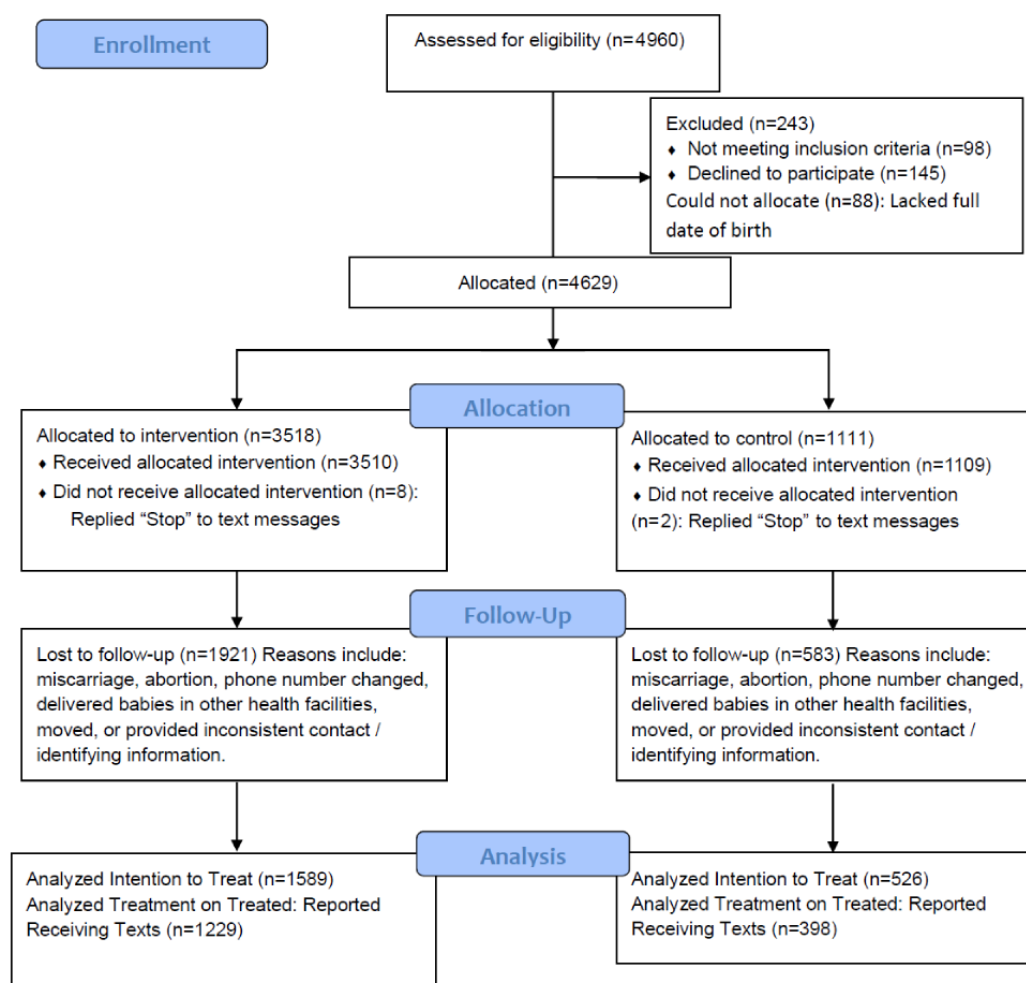 Enrollment
Assessed for eligibility (n=4960)
Excluded (n=243)
♦ Not meeting inclusion criteria (n=98)
♦ Declined to participate (n=145)
Could not allocate (n=88): Lacked full
date of birth
Allocated (n=4629)
Allocation
Allocated to intervention (n=3518)
♦ Received allocated intervention (n=3510)
♦ Did not receive allocated intervention (n=8):
Replied “Stop” to text messages
Allocated to control (n=1111)
♦ Received allocated intervention (n=1109)
♦ Did not receive allocated intervention
(n=2): Replied “Stop” to text messages
Follow-Up
Lost to follow-up (n=1921) Reasons include:
miscarriage, abortion, phone number changed,
delivered babies in other health facilities,
moved, or provided inconsistent contact /
identifying information.
Lost to follow-up (n=583) Reasons include:
miscarriage, abortion, phone number changed,
delivered babies in other health facilities,
moved, or provided inconsistent contact /
identifying information.
Analysis
Analyzed Intention to Treat (n=1589)
Analyzed Treatment on Treated: Reported
Receiving Texts (n=1229)
Analyzed Intention to Treat (n=526)
Analyzed Treatment on Treated: Reported
Receiving Texts (n=398)